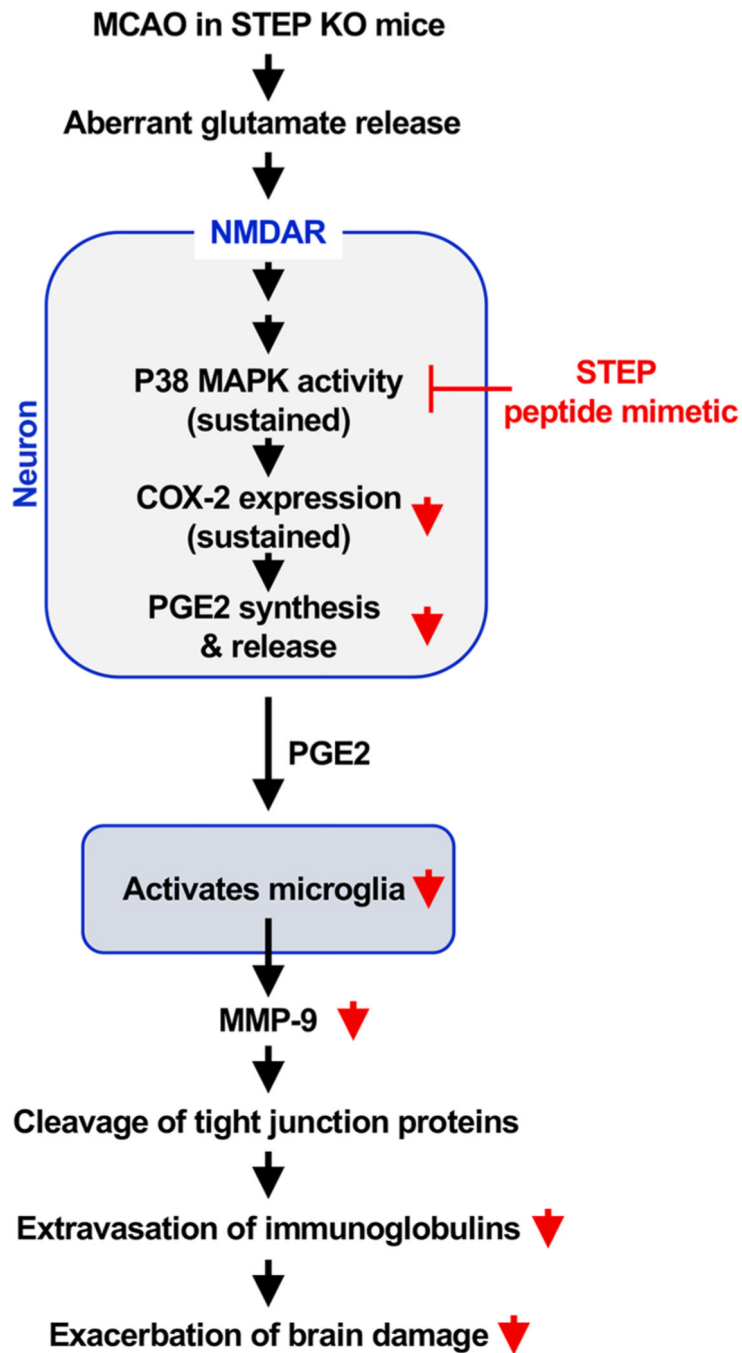 MCAO in STEP KO mice
Aberrant glutamate release
NMDAR
Neuron
P38 MAPK activity
(sustained)
STEP
peptide mimetic
COX-2 expression
(sustained)
PGE2 synthesis
& release
PGE2
Activates microglia
MMP-9
Cleavage of tight junction proteins
Extravasation of immunoglobulins
Exacerbation of brain damage